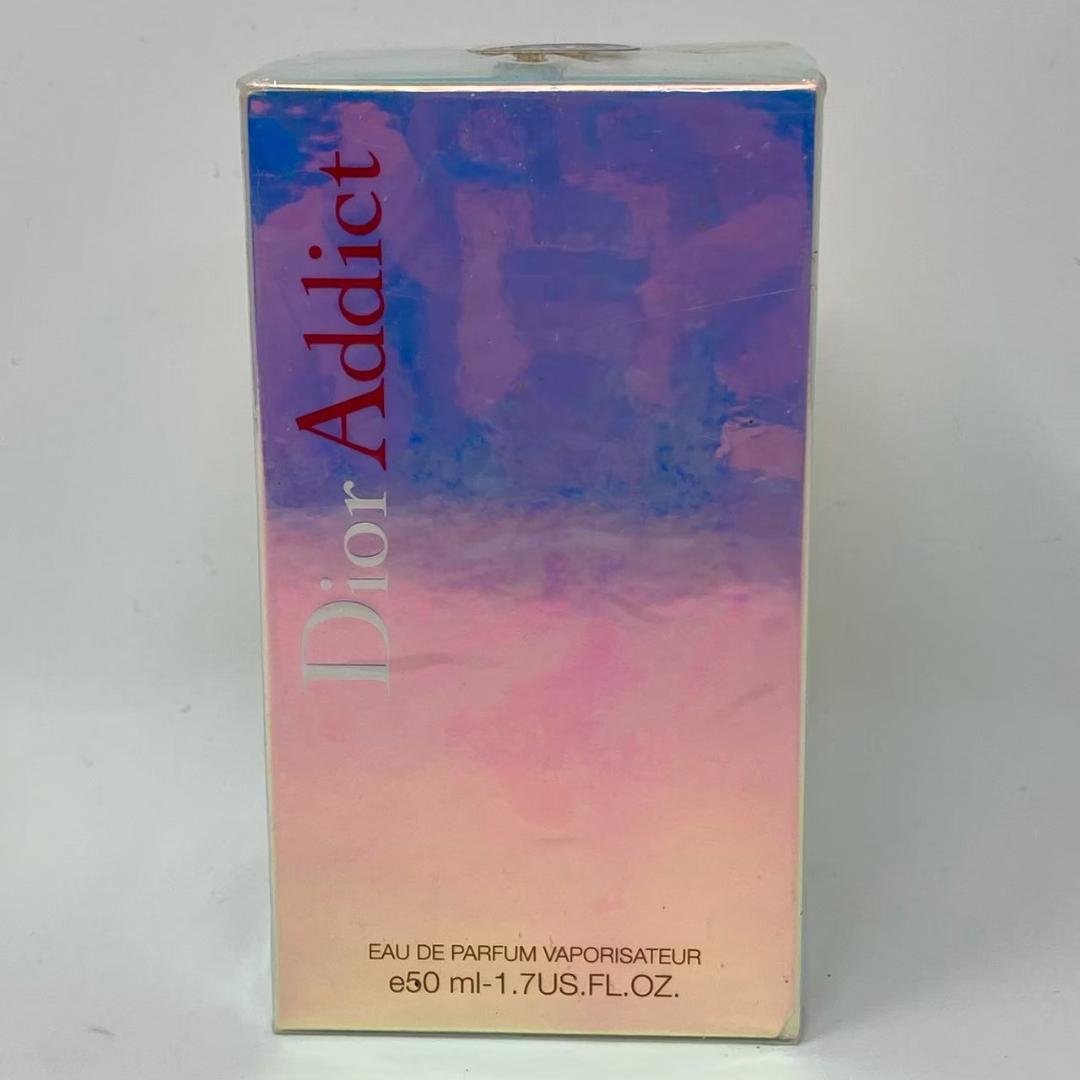 Dior Addict
EAU DE PARFUM VAPORISATEUR
e50 ml-1.7US.FL.OZ.